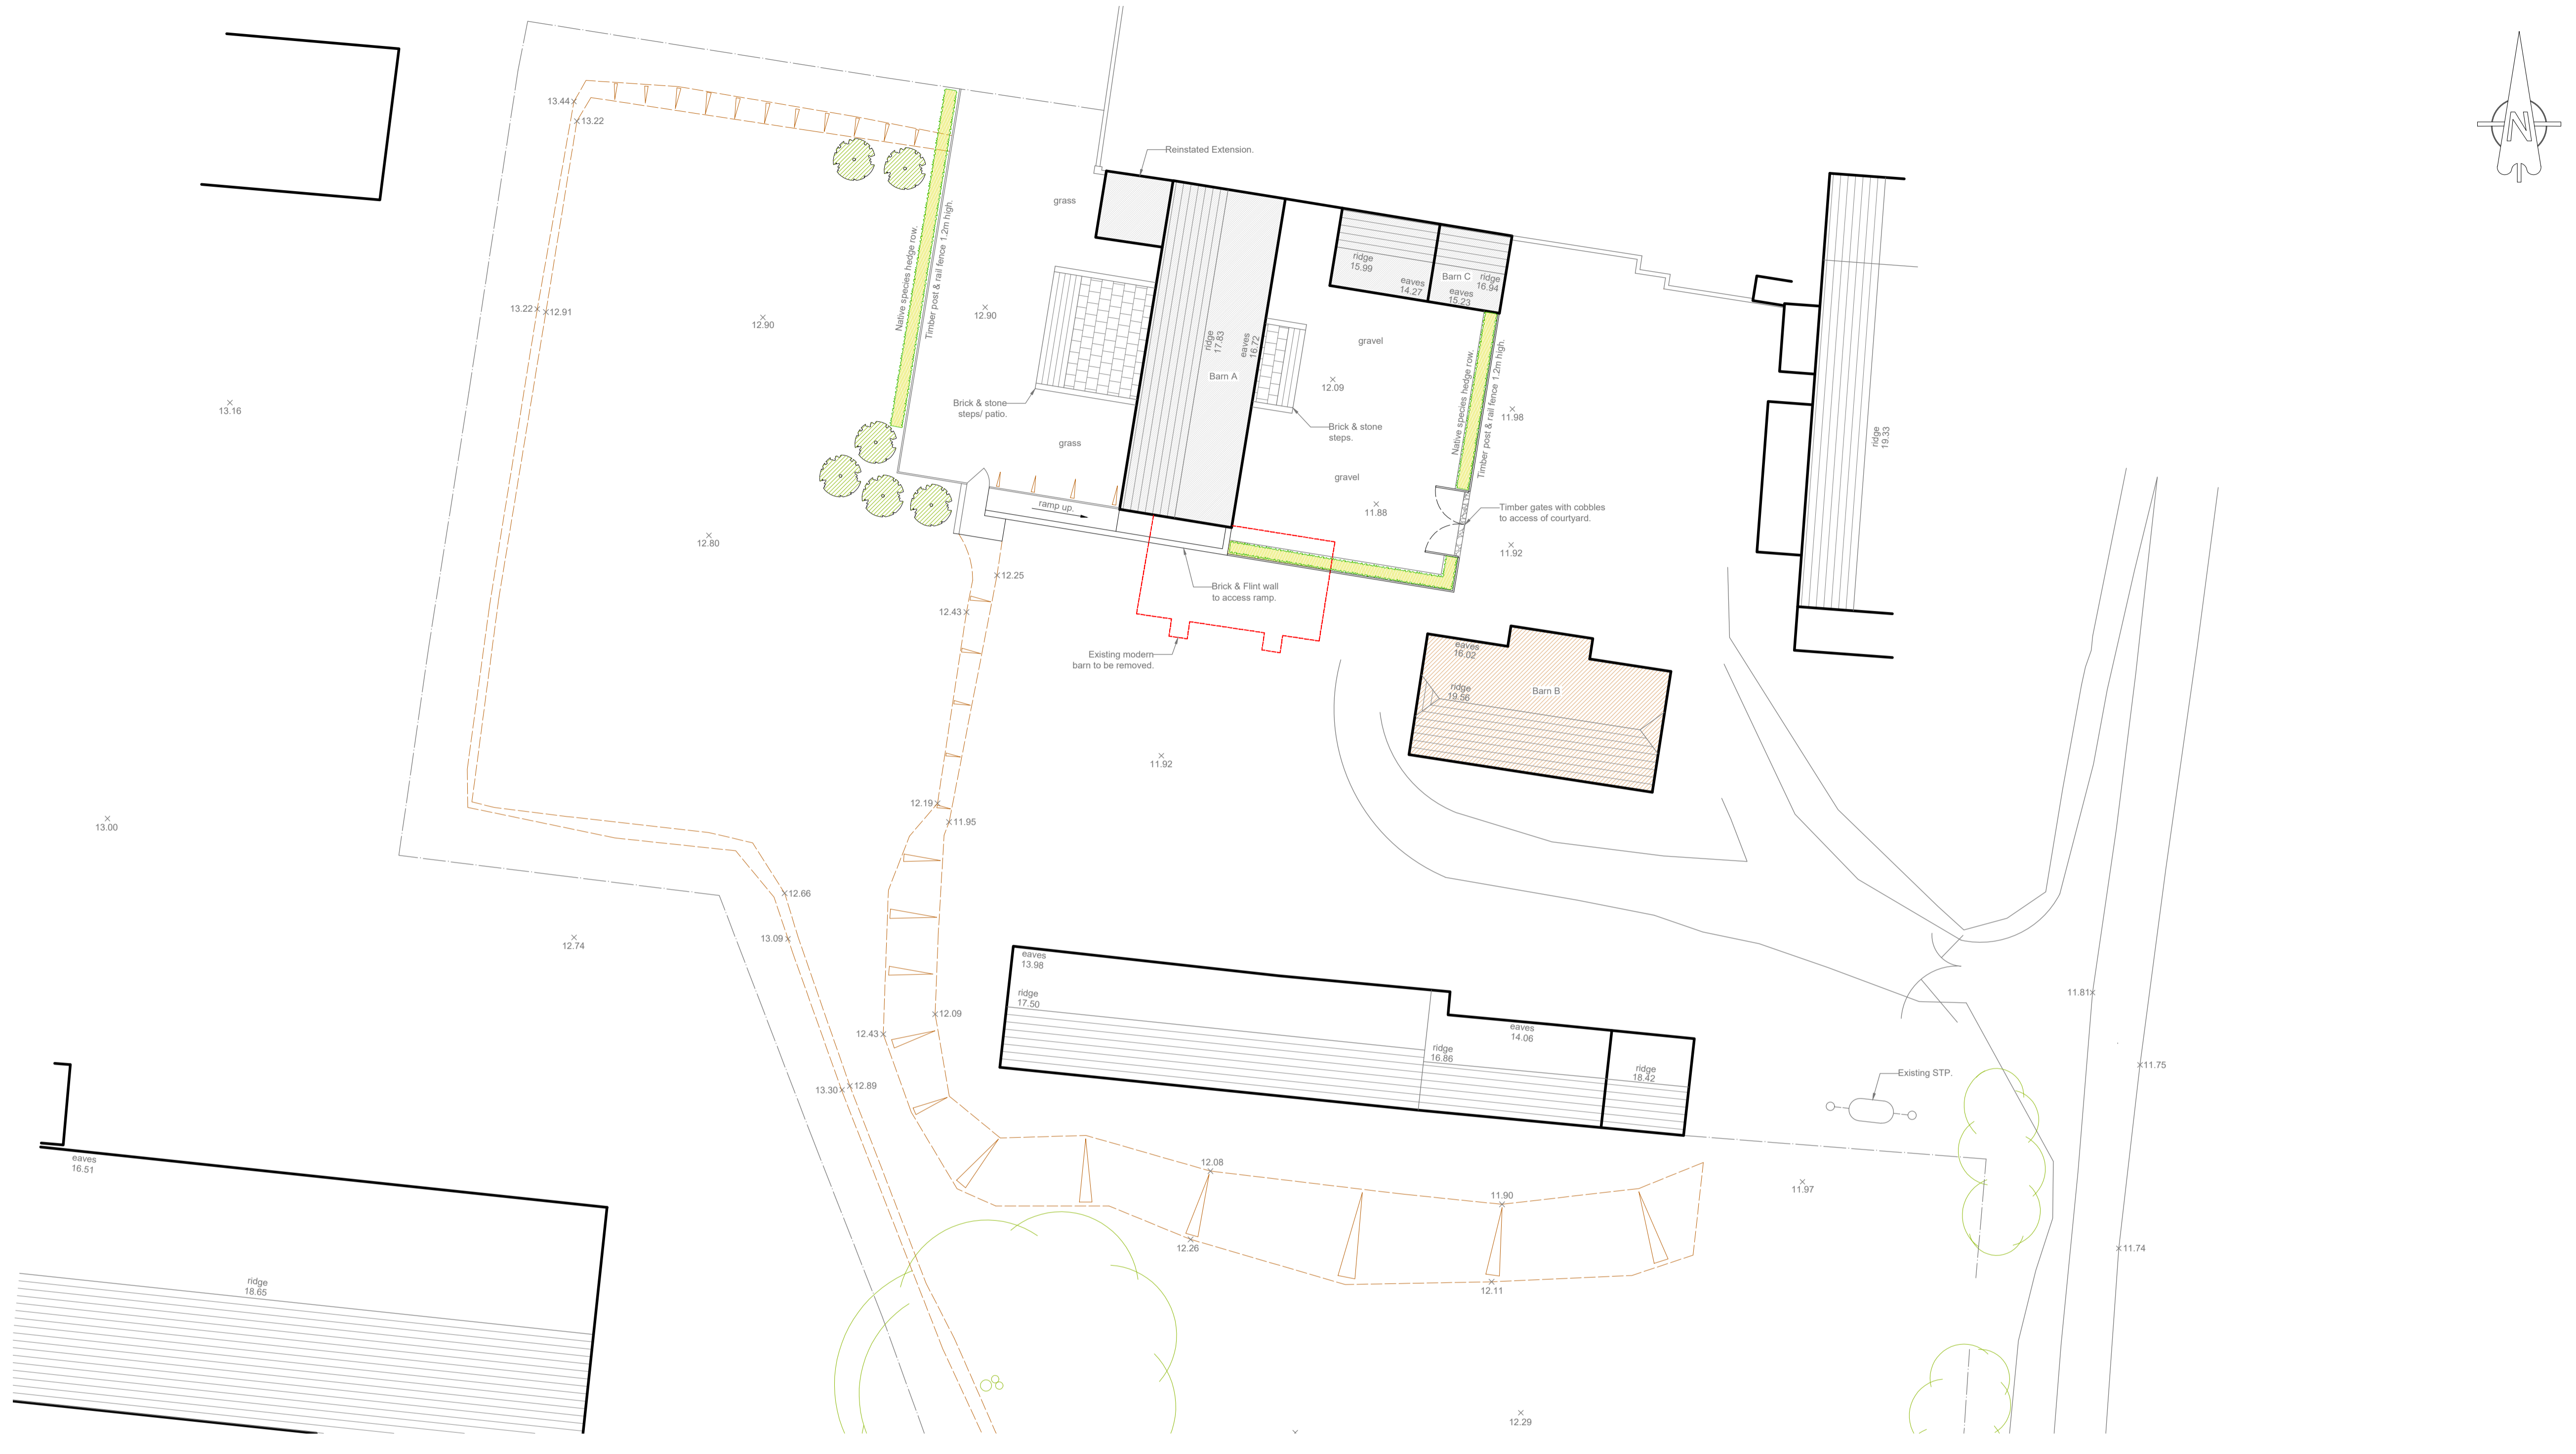 N
13.44
13.22
Reinstated Extension.
grass
Native species hedge row.
Timber post & rail fence 1.2m high.
13.22
12.91
12.90
12.90
13.16
ridge
15.99
eaves
14.27
Barn C
ridge
16.94
eaves
15.23
ridge
17.83
eaves
16.72
Barn A
gravel
12.09
Brick & stone
steps/ patio.
grass
Brick & stone
steps.
gravel
11.88
Native species hedge row.
Timber post & rail fence 1.2m high.
11.98
ridge
19.33
Timber gates with cobbles
to access of courtyard.
11.92
ramp up.
12.80
12.25
12.43
Brick & Flint wall
to access ramp.
Existing modern
barn to be removed.
eaves
16.02
ridge
19.56
Barn B
11.92
12.19
11.95
13.00
12.66
13.09
12.74
eaves
13.98
ridge
17.50
eaves
14.06
ridge
16.86
ridge
18.42
11.81
11.75
12.43
12.09
13.30
12.89
Existing STP.
eaves
16.51
12.08
11.90
11.97
12.26
12.11
11.74
ridge
18.65
12.29